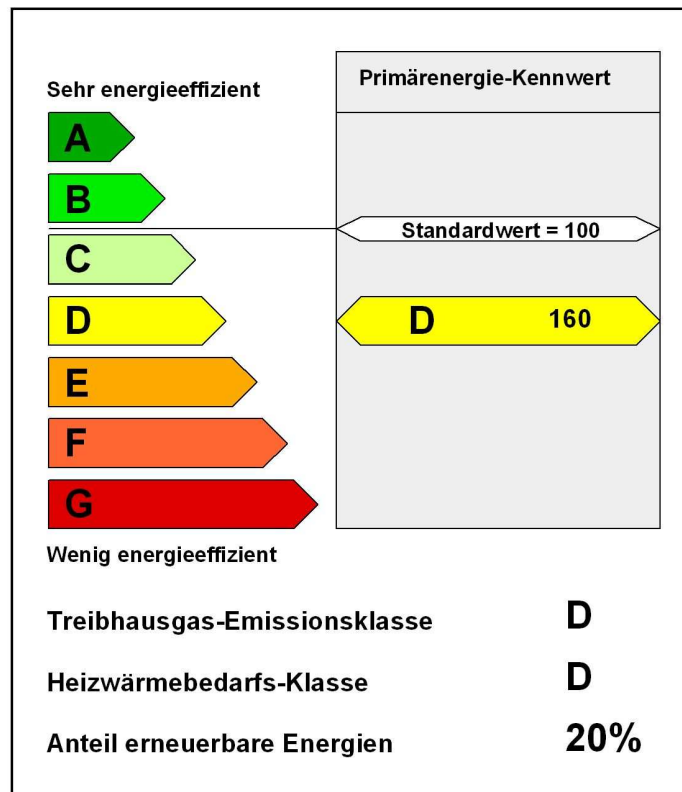 Sehr energieeffizient
Primärenergie-Kennwert
A
B
Standardwert = 100
C
D
D 160
E
F
G
Wenig energieeffizient
Treibhausgas-Emissionsklasse D
Heizwärmebedarfs-Klasse D
Anteil erneuerbare Energien 20%